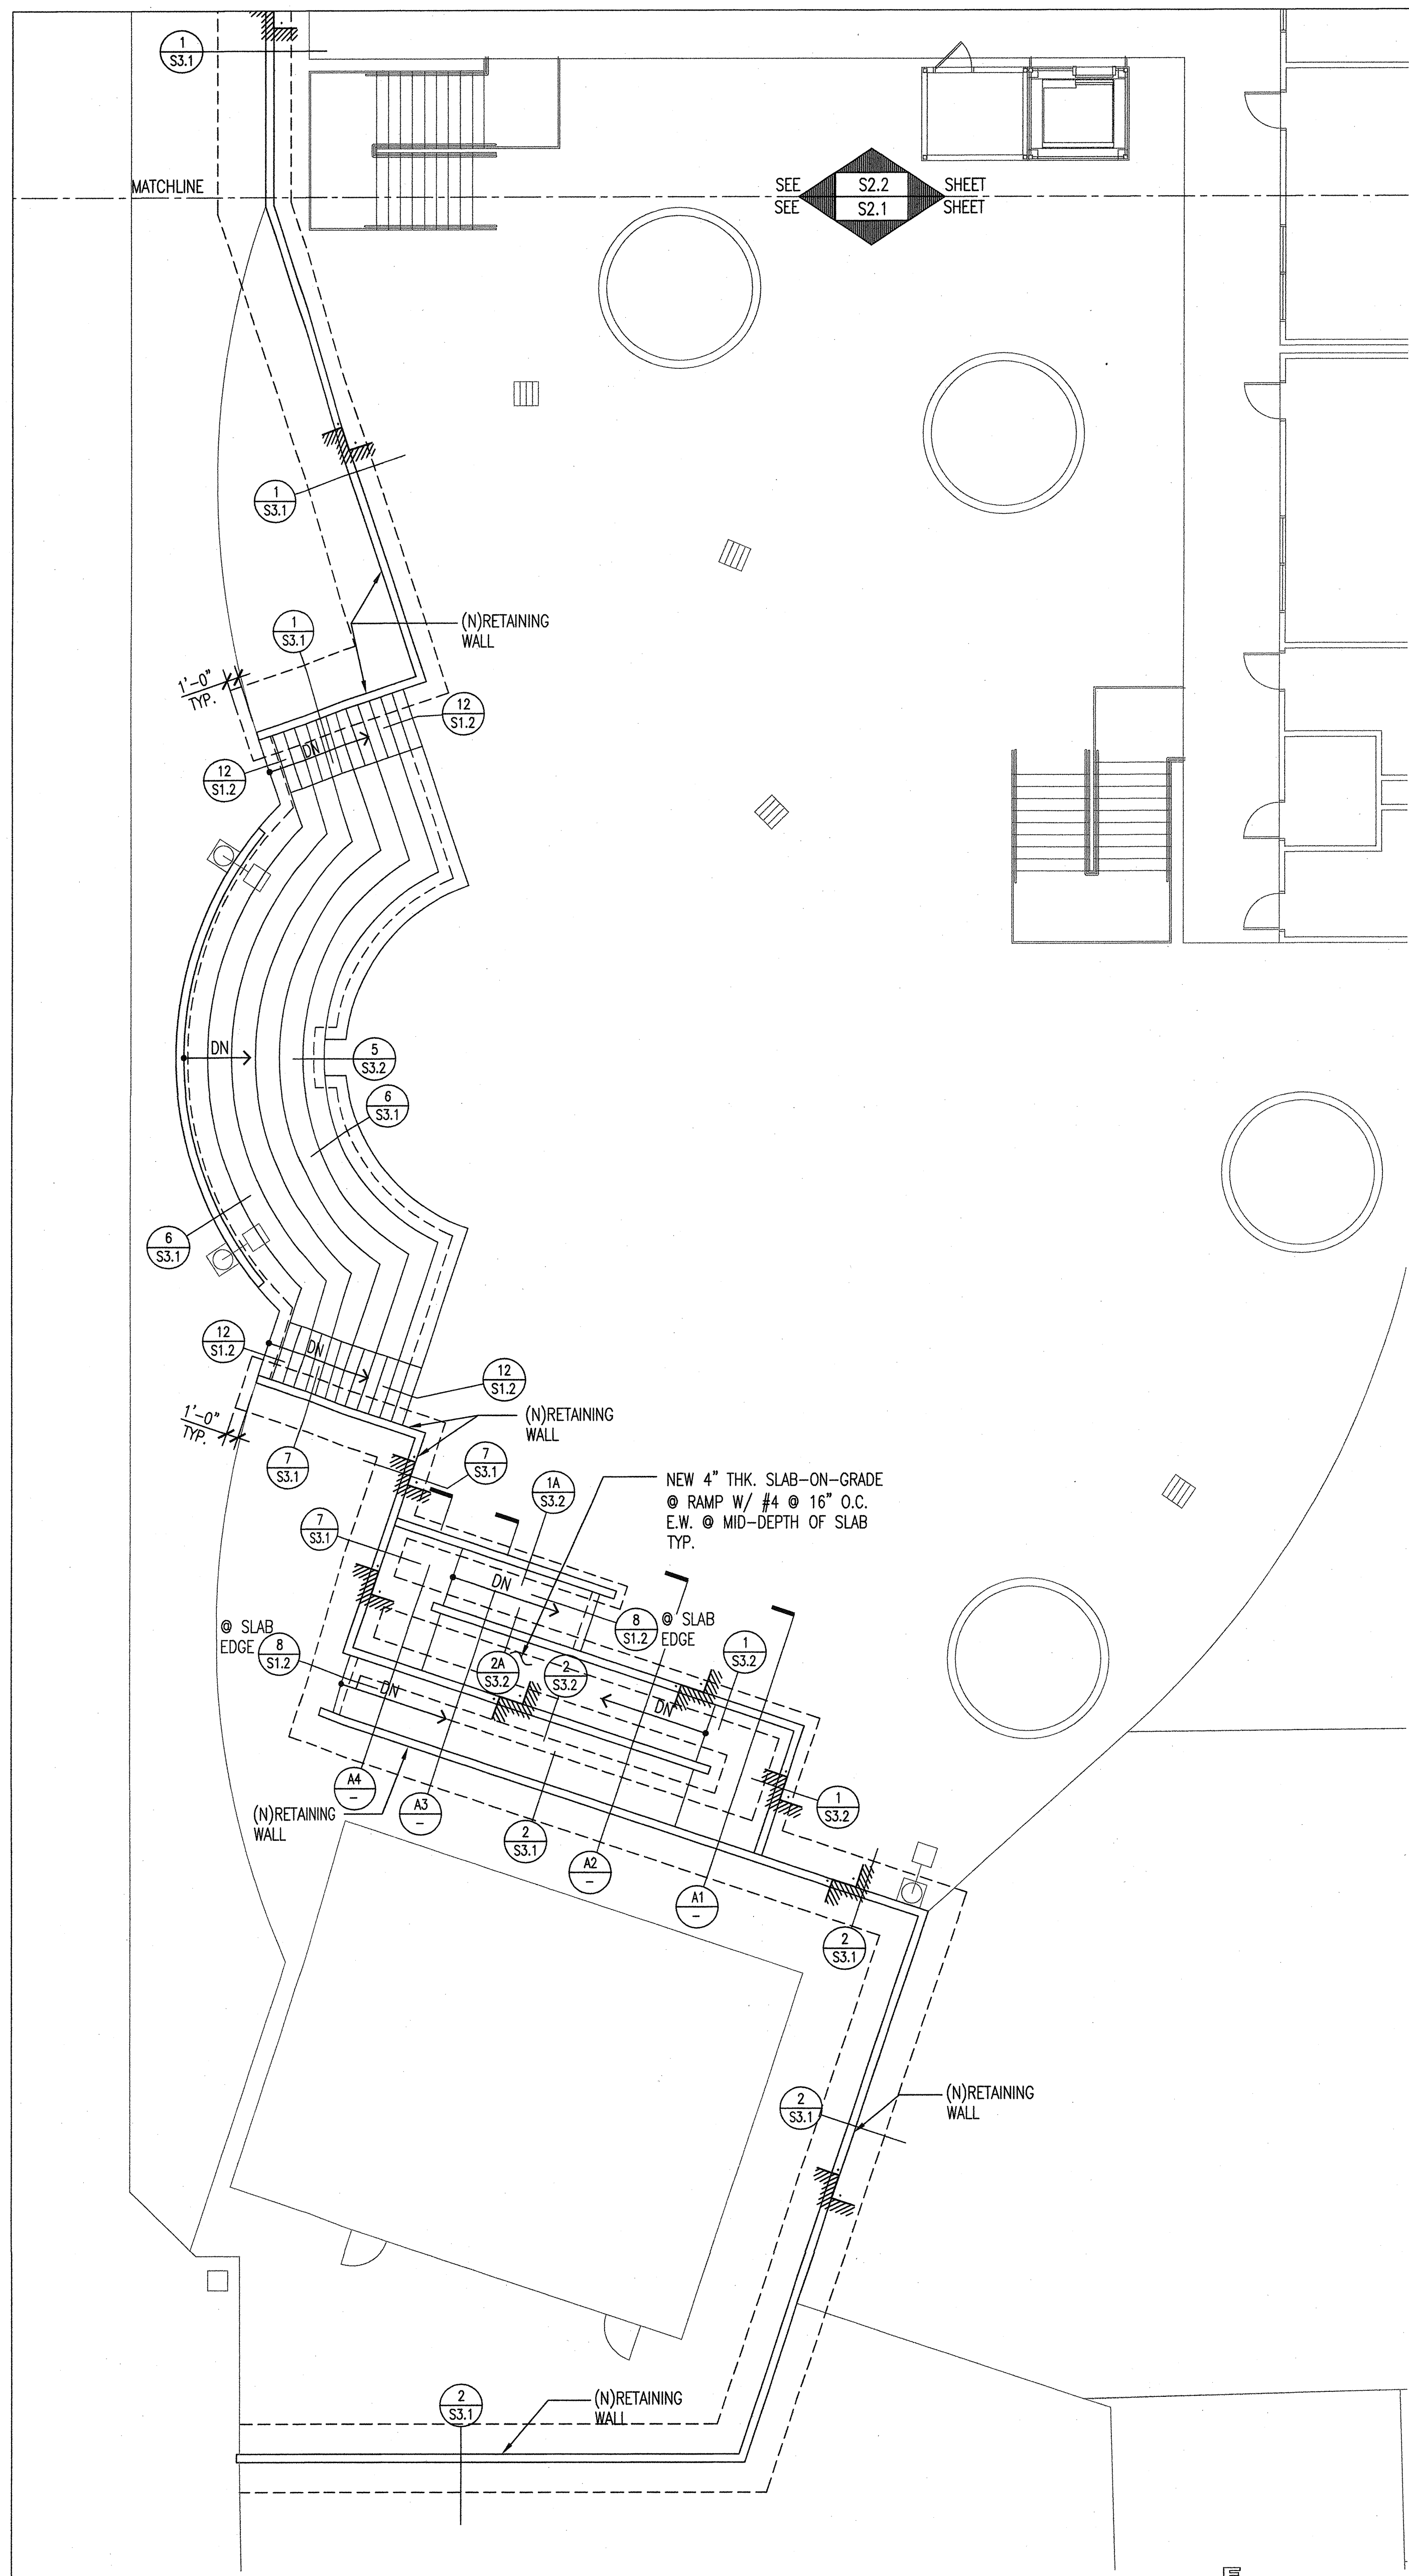 1
S3.1
MATCHLINE
SEE S2.2 SHEET
SEE S2.1 SHEET
1
S3.1
1
S3.1
(N)RETAINING
WALL
1'-0"
TYP.
12
S1.2
DN
12
S1.2
DN
5
S3.2
6
S3.1
6
S3.1
12
S1.2
DN
12
S1.2
1'-0"
TYP.
(N)RETAINING
WALL
7
S3.1
7
S3.1
1A
S3.2
NEW 4" THK. SLAB-ON-GRADE
@ RAMP W/ #4 @ 16" O.C.
E.W. @ MID-DEPTH OF SLAB
TYP.
7
S3.1
DN
8
S1.2
@ SLAB
EDGE
@ SLAB
EDGE
8
S1.2
2A
S3.2
2
S3.2
1
S3.2
DN
DN
A4
-
A3
-
(N)RETAINING
WALL
2
S3.1
A2
-
A1
-
1
S3.2
2
S3.1
2
S3.1
(N)RETAINING
WALL
2
S3.1
(N)RETAINING
WALL